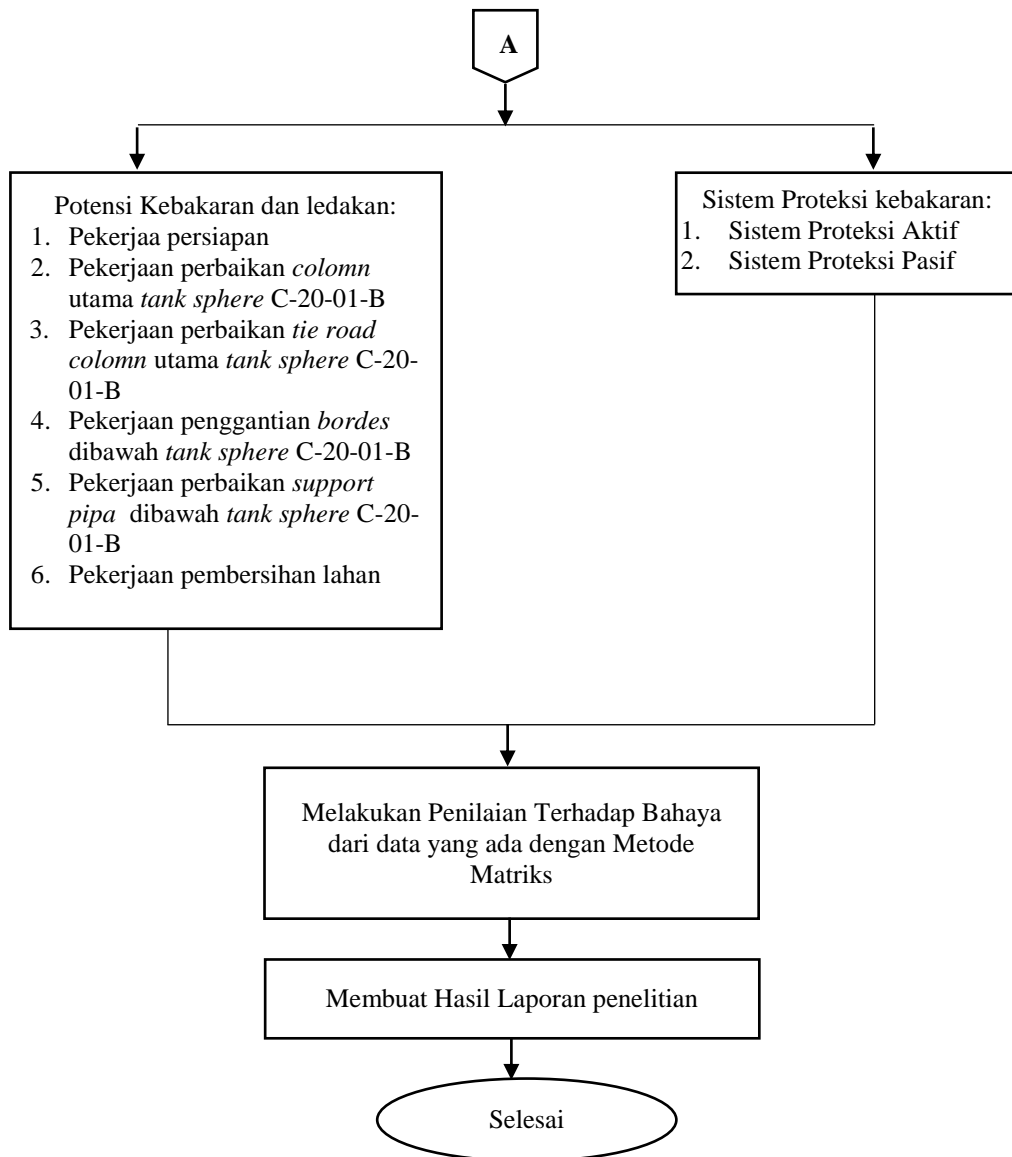 A
Potensi Kebakaran dan ledakan:
1. Pekerjaa persiapan
2. Pekerjaan perbaikan colomn
utama tank sphere C-20-01-B
3. Pekerjaan perbaikan tie road
colomn utama tank sphere C-20-
01-B
4. Pekerjaan penggantian bordes
dibawah tank sphere C-20-01-B
5. Pekerjaan perbaikan support
pipa dibawah tank sphere C-20-
01-B
6. Pekerjaan pembersihan lahan
Sistem Proteksi kebakaran:
1. Sistem Proteksi Aktif
2. Sistem Proteksi Pasif
Melakukan Penilaian Terhadap Bahaya
dari data yang ada dengan Metode
Matriks
Membuat Hasil Laporan penelitian
Selesai